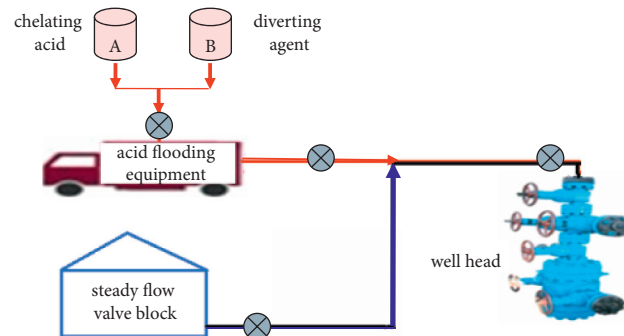 chelating
acid
A
B
diverting
agent
acid flooding
equipment
well head
steady flow
valve block